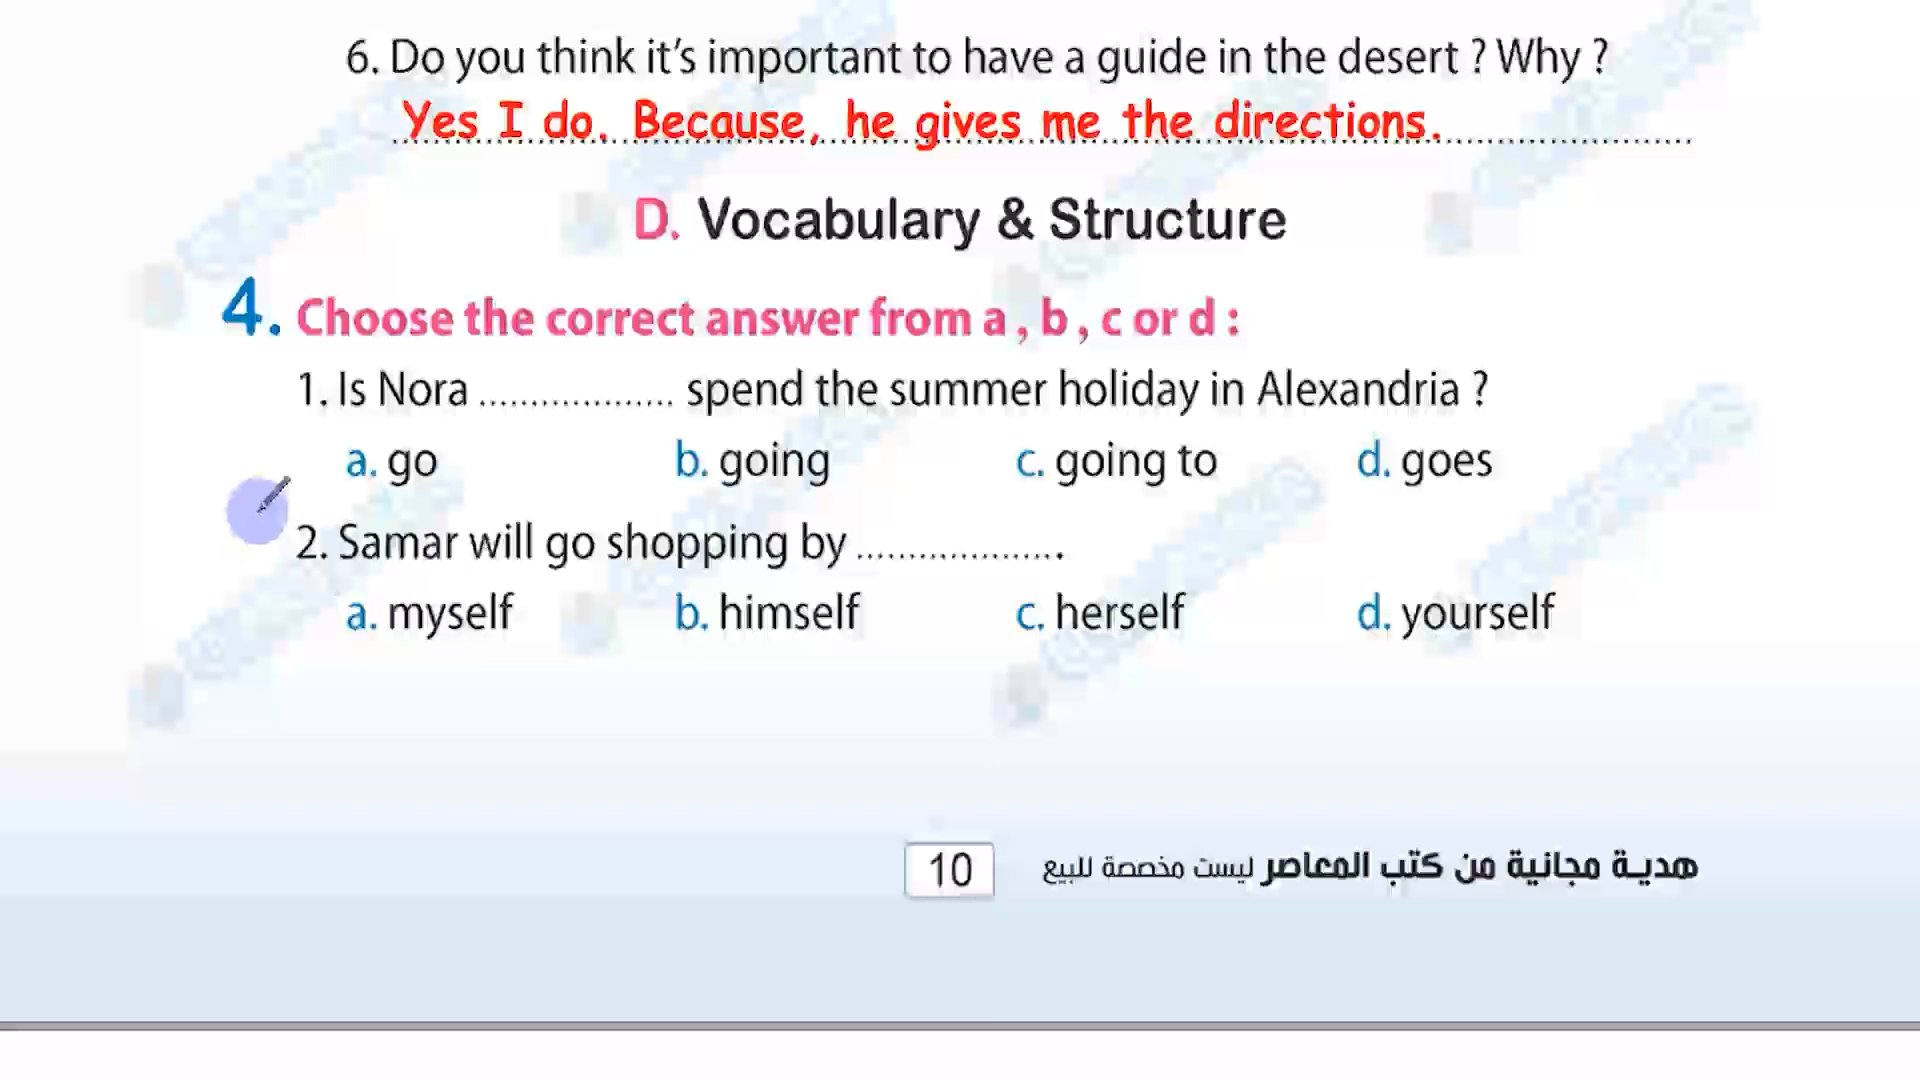 6. Do you think it's important to have a guide in the desert ? Why ?
Yes I do. Because, he gives me the directions.
D. Vocabulary & Structure
4. Choose the correct answer from a , b , c or d :
1. Is Nora ................... spend the summer holiday in Alexandria ?
a. go b. going c. going to d. goes
2. Samar will go shopping by ....................
a. myself b. himself c. herself d. yourself
10 هدية مجانية من كتب المعاصر ليست مخصصة للبيع